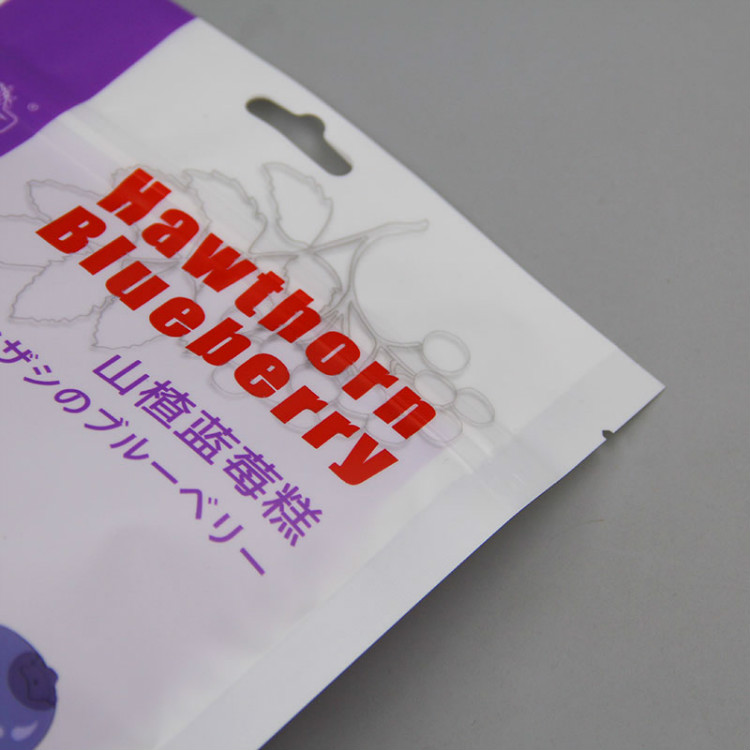 Hawthorn
Blueberry
山楂蓝莓糕
ザシのブルーベリー
®